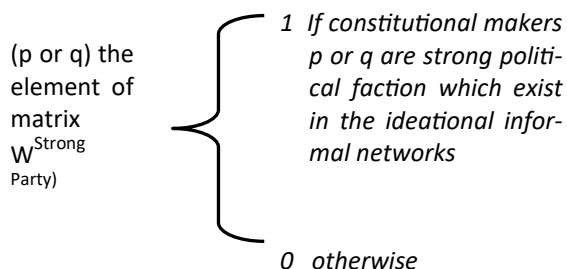 (p or q) the
element of
matrix
W^Strong
Party)
1 If constitutional makers
p or q are strong politi-
cal faction which exist
in the ideational infor-
mal networks
0 otherwise